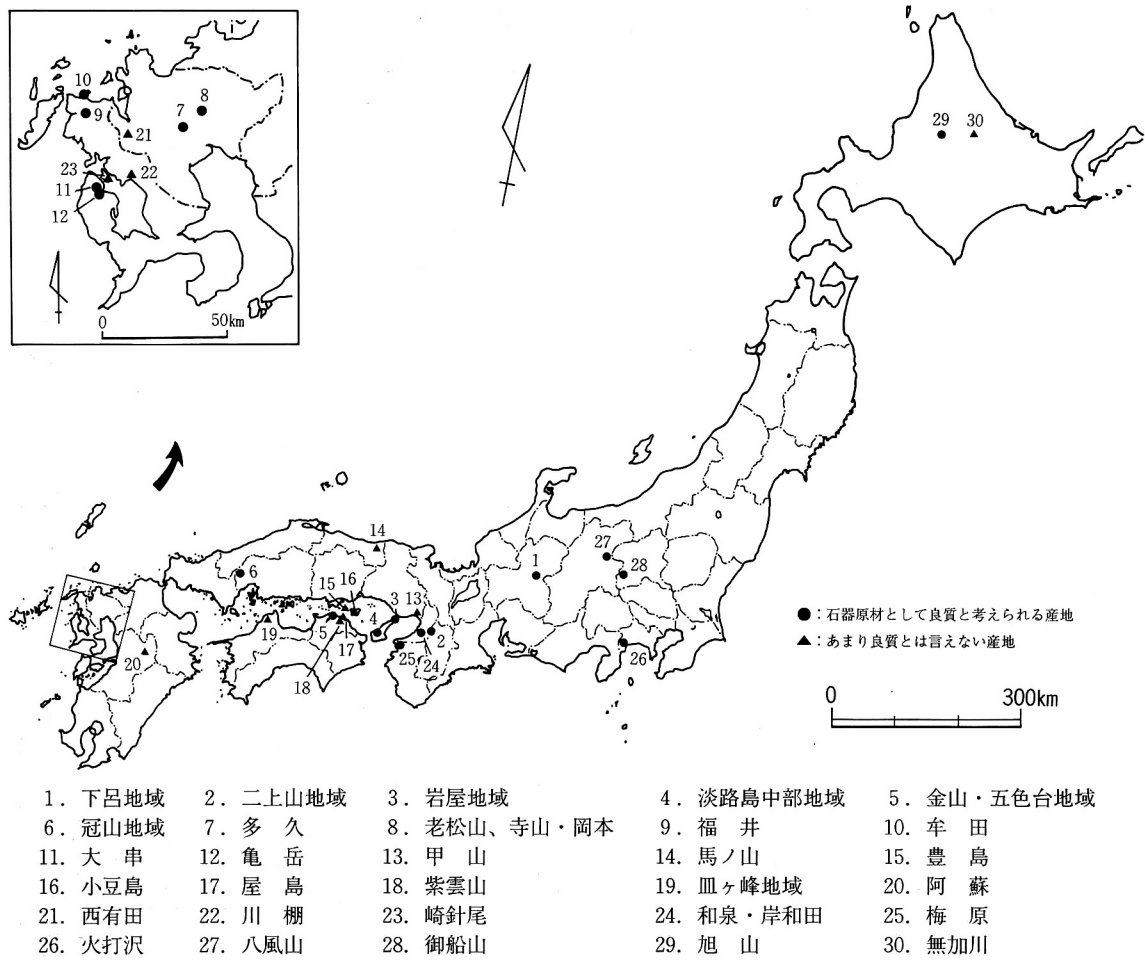 10
9
8
7
21
23
22
11
12
0 50km
29 30
14
6
15 16
3 13
1
27
28
19
5
4
2
17
25 24
18
26
20
●：石器原材として良質と考えられる産地
▲：あまり良質とは言えない産地
0 300km
1. 下呂地域 2. 二上山地域 3. 岩屋地域 4. 淡路島中部地域 5. 金山・五色台地域
6. 冠山地域 7. 多久 8. 老松山、寺山・岡本 9. 福井 10. 牟田
11. 大串 12. 亀岳 13. 甲山 14. 馬ノ山 15. 豊島
16. 小豆島 17. 屋島 18. 紫雲山 19. 皿ヶ峰地域 20. 阿蘇
21. 西有田 22. 川棚 23. 崎針尾 24. 和泉・岸和田 25. 梅原
26. 火打沢 27. 八風山 28. 御船山 29. 旭山 30. 無加川